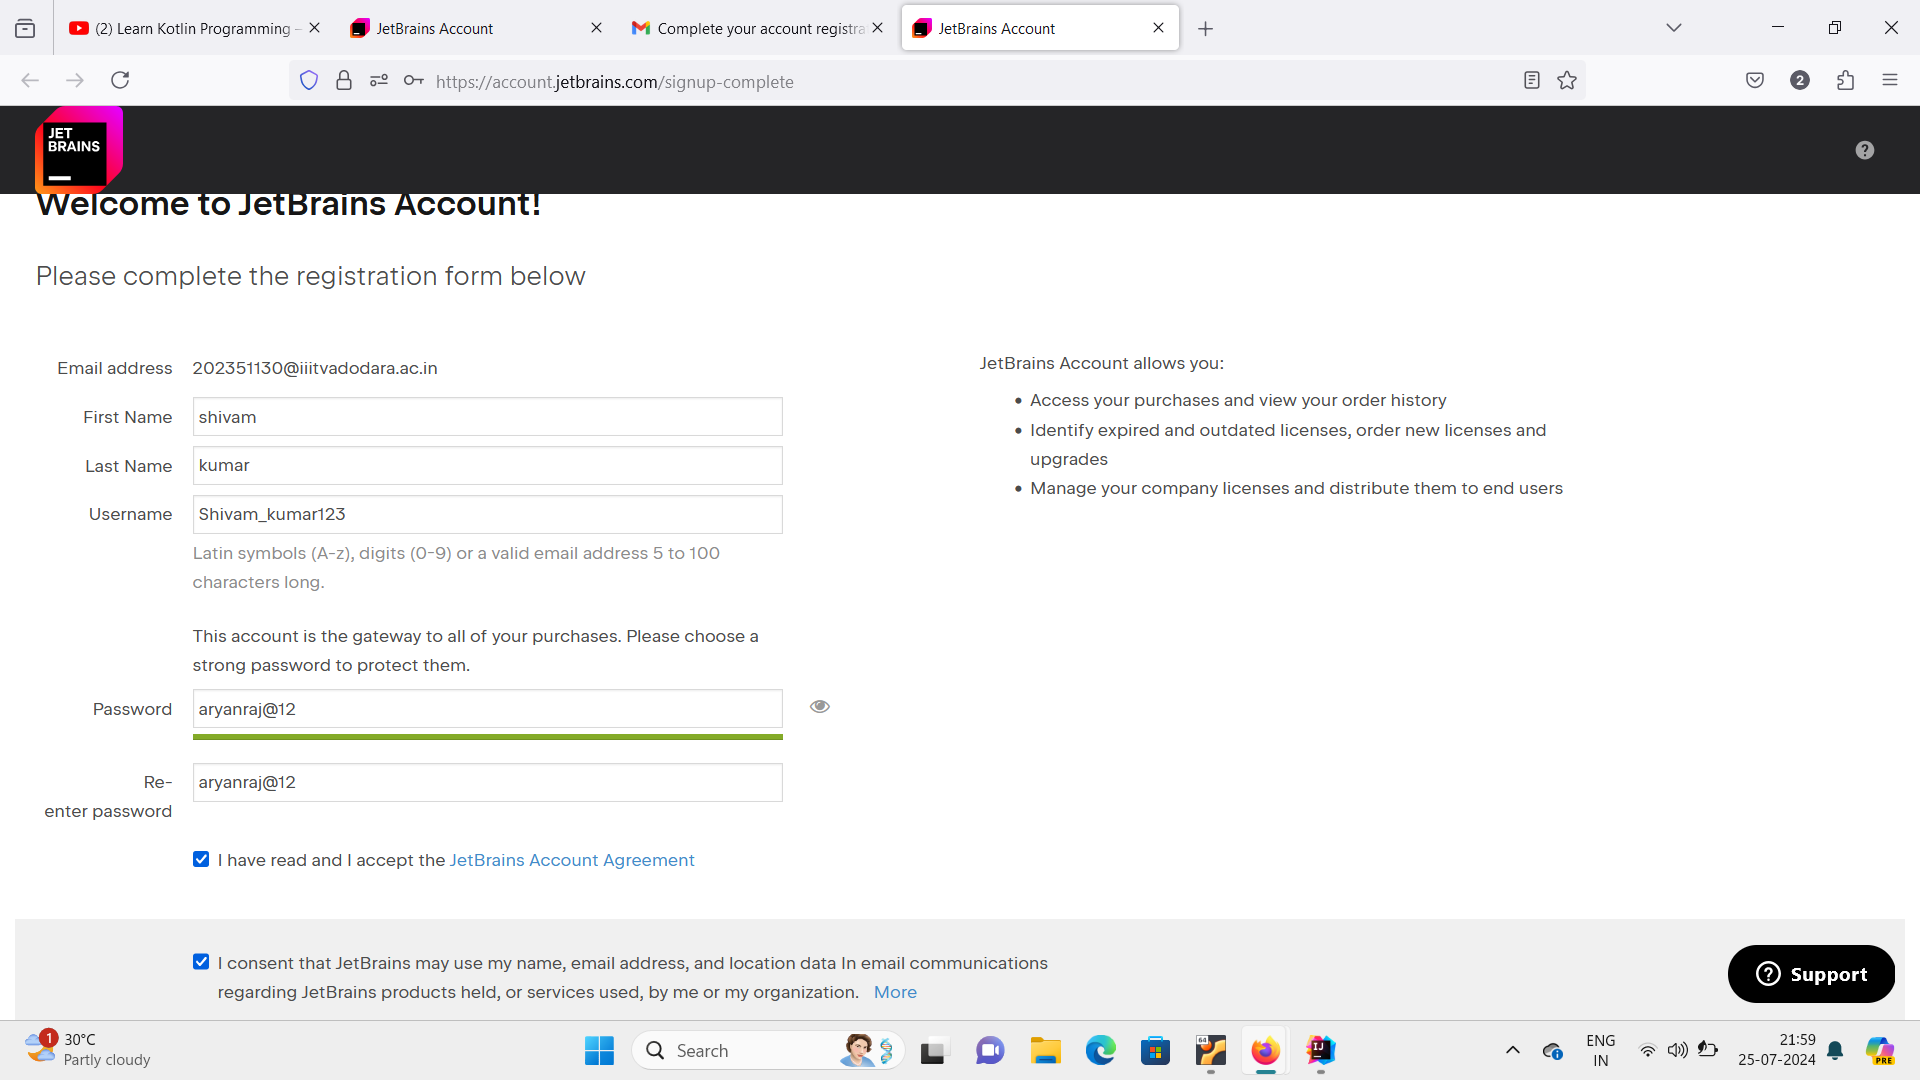 (2) Learn Kotlin Programming –
JetBrains Account
Complete your account registra
JetBrains Account
https://account.jetbrains.com/signup-complete
2
JET
BRAINS
Welcome to JetBrains Account!
Please complete the registration form below
Email address
202351130@iiitvadodara.ac.in
First Name
shivam
Last Name
kumar
Username
Shivam_kumar123
Latin symbols (A-z), digits (0-9) or a valid email address 5 to 100
characters long.
This account is the gateway to all of your purchases. Please choose a
strong password to protect them.
Password
aryanraj@12
Re-
enter password
aryanraj@12
I have read and I accept the JetBrains Account Agreement
I consent that JetBrains may use my name, email address, and location data In email communications
regarding JetBrains products held, or services used, by me or my organization. More
JetBrains Account allows you:
• Access your purchases and view your order history
• Identify expired and outdated licenses, order new licenses and
upgrades
• Manage your company licenses and distribute them to end users
? Support
1
30°C
Partly cloudy
Search
64
IJ
ENG
IN
21:59
25-07-2024
PRE